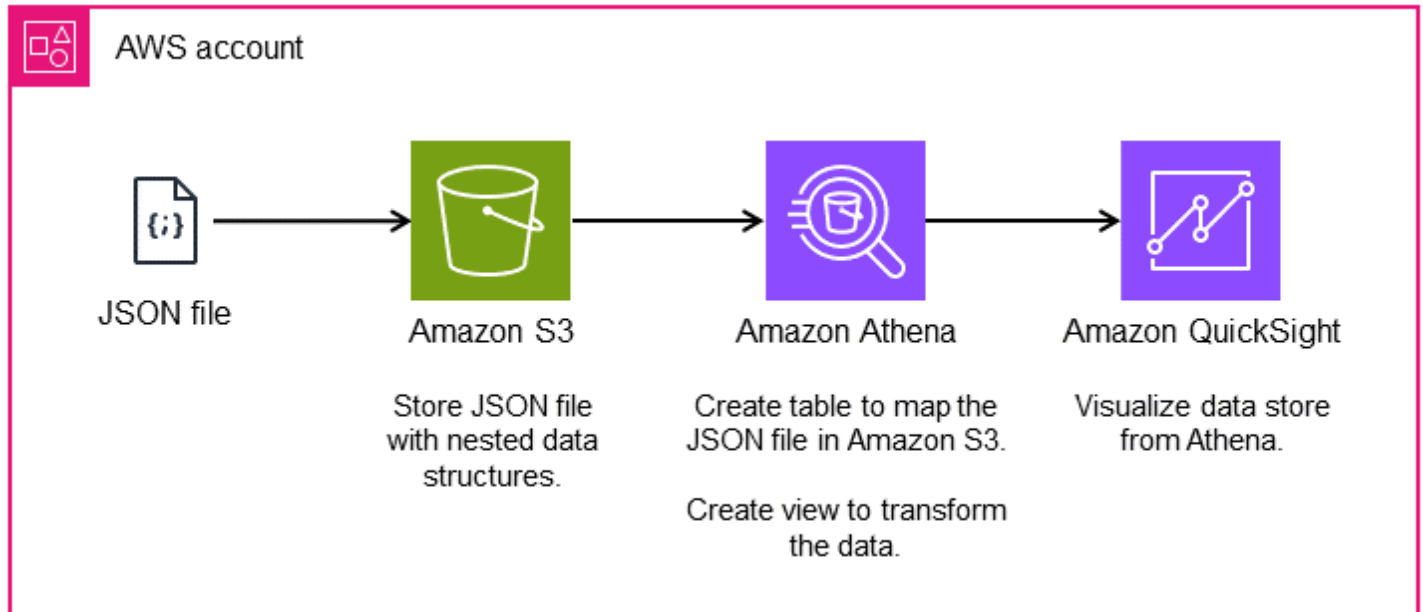 AWS account
{;}
JSON file
Amazon S3
Amazon Athena
Amazon QuickSight
Store JSON file
with nested data
structures.
Create table to map the
JSON file in Amazon S3.
Create view to transform
the data.
Visualize data store
from Athena.